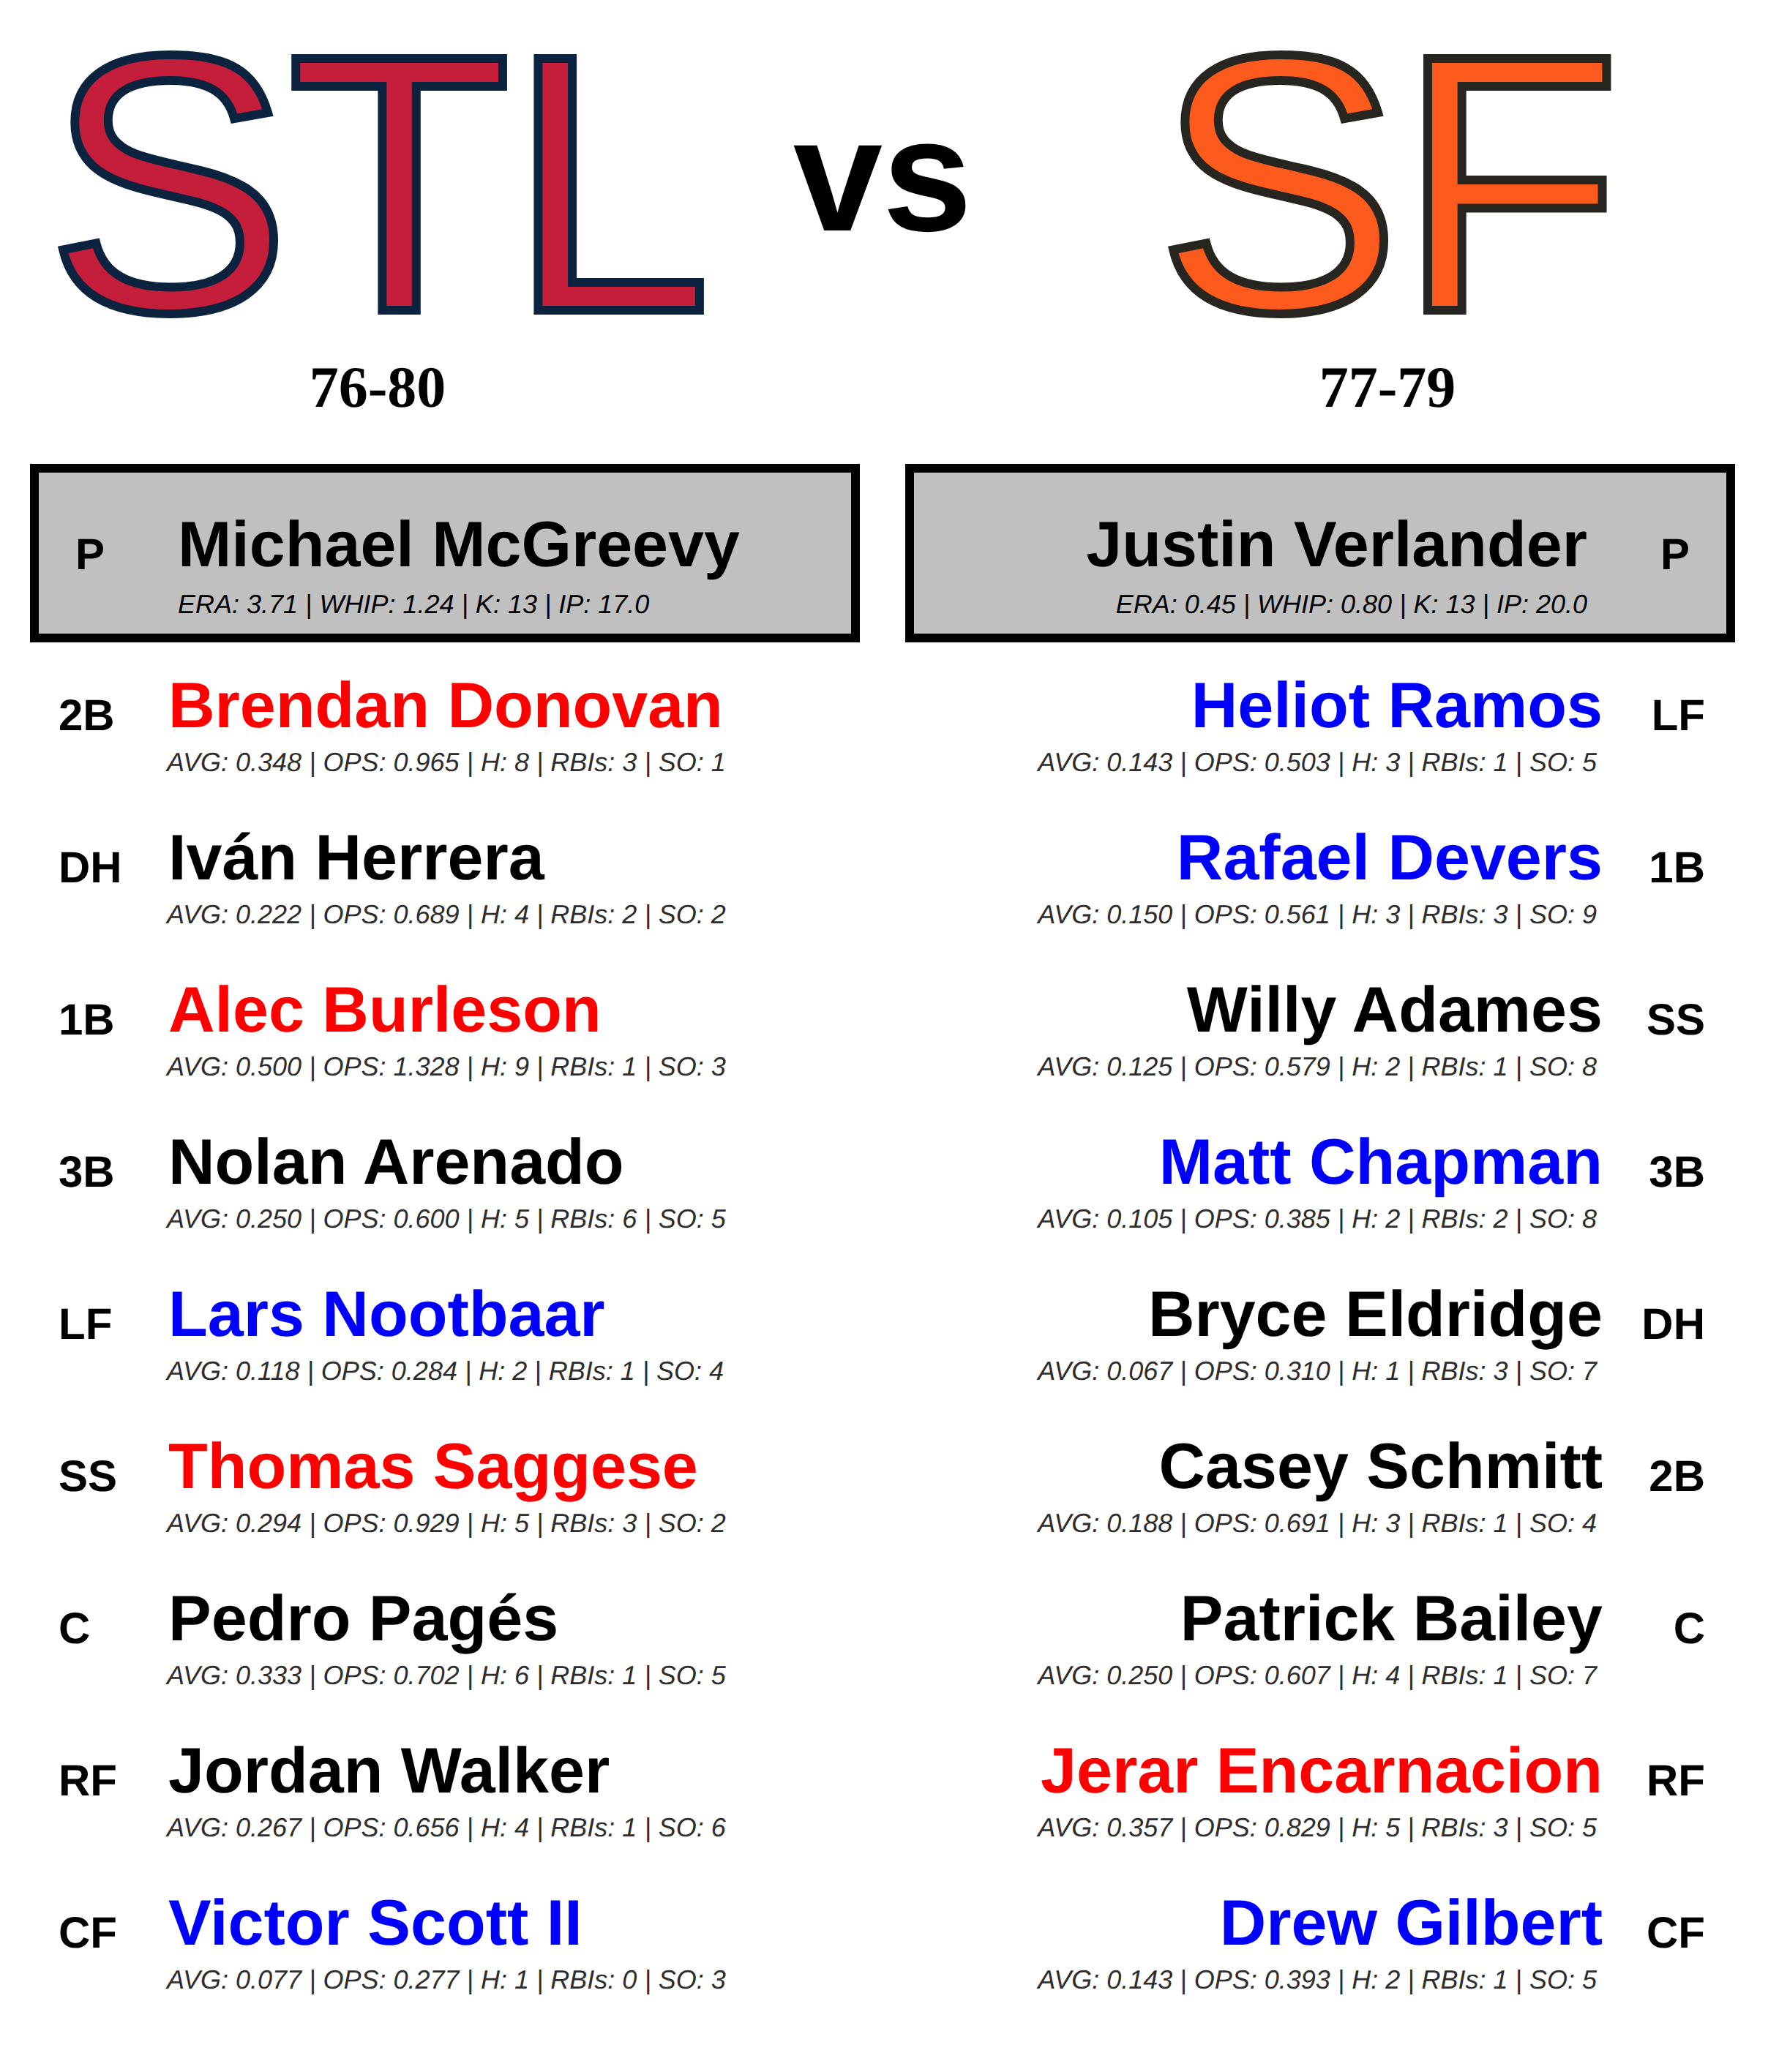 STL vs SF
76-80 77-79
P Michael McGreevy Justin Verlander P
ERA: 3.71 | WHIP: 1.24 | K: 13 | IP: 17.0 ERA: 0.45 | WHIP: 0.80 | K: 13 | IP: 20.0
2B Brendan Donovan Heliot Ramos LF
AVG: 0.348 | OPS: 0.965 | H: 8 | RBIs: 3 | SO: 1 AVG: 0.143 | OPS: 0.503 | H: 3 | RBIs: 1 | SO: 5
DH Iván Herrera Rafael Devers 1B
AVG: 0.222 | OPS: 0.689 | H: 4 | RBIs: 2 | SO: 2 AVG: 0.150 | OPS: 0.561 | H: 3 | RBIs: 3 | SO: 9
1B Alec Burleson Willy Adames SS
AVG: 0.500 | OPS: 1.328 | H: 9 | RBIs: 1 | SO: 3 AVG: 0.125 | OPS: 0.579 | H: 2 | RBIs: 1 | SO: 8
3B Nolan Arenado Matt Chapman 3B
AVG: 0.250 | OPS: 0.600 | H: 5 | RBIs: 6 | SO: 5 AVG: 0.105 | OPS: 0.385 | H: 2 | RBIs: 2 | SO: 8
LF Lars Nootbaar Bryce Eldridge DH
AVG: 0.118 | OPS: 0.284 | H: 2 | RBIs: 1 | SO: 4 AVG: 0.067 | OPS: 0.310 | H: 1 | RBIs: 3 | SO: 7
SS Thomas Saggese Casey Schmitt 2B
AVG: 0.294 | OPS: 0.929 | H: 5 | RBIs: 3 | SO: 2 AVG: 0.188 | OPS: 0.691 | H: 3 | RBIs: 1 | SO: 4
C Pedro Pagés Patrick Bailey C
AVG: 0.333 | OPS: 0.702 | H: 6 | RBIs: 1 | SO: 5 AVG: 0.250 | OPS: 0.607 | H: 4 | RBIs: 1 | SO: 7
RF Jordan Walker Jerar Encarnacion RF
AVG: 0.267 | OPS: 0.656 | H: 4 | RBIs: 1 | SO: 6 AVG: 0.357 | OPS: 0.829 | H: 5 | RBIs: 3 | SO: 5
CF Victor Scott II Drew Gilbert CF
AVG: 0.077 | OPS: 0.277 | H: 1 | RBIs: 0 | SO: 3 AVG: 0.143 | OPS: 0.393 | H: 2 | RBIs: 1 | SO: 5